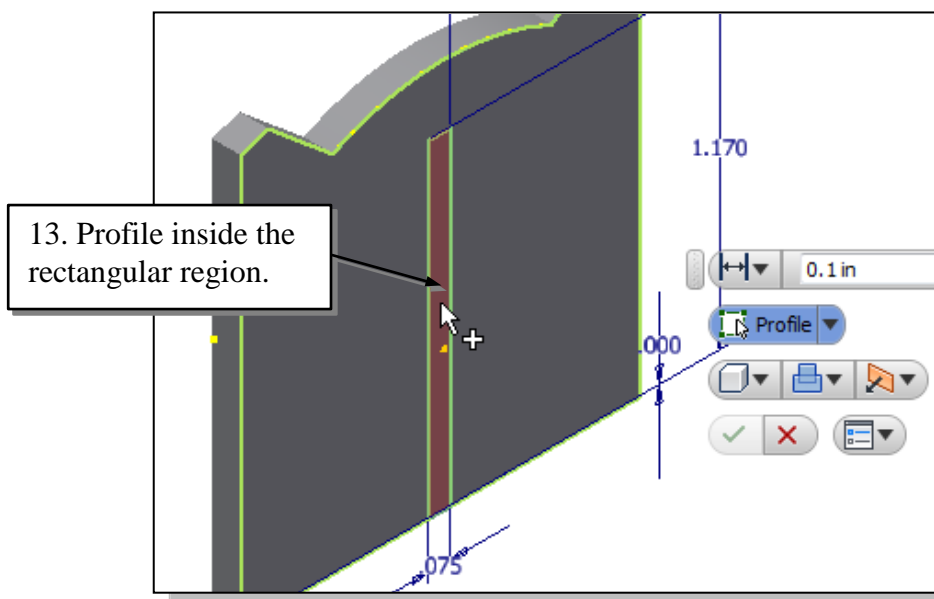 1.170
13. Profile inside the
rectangular region.
0.1 in
Profile
.000
.075